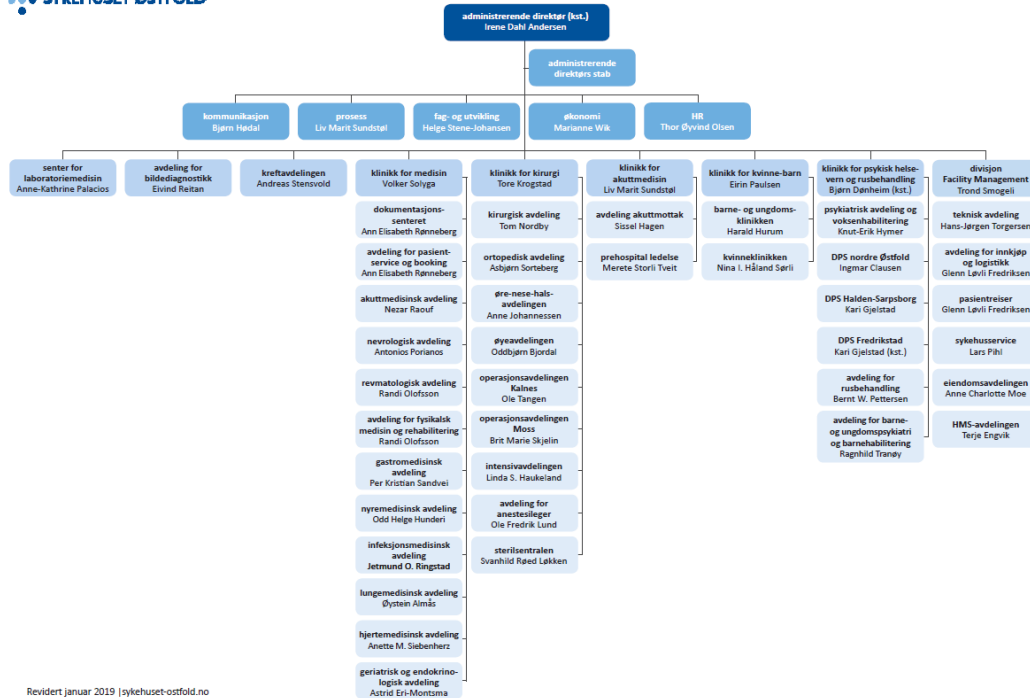 SYKEHUSET ØSTFOLD
administrerende direktør (kst.)
Irene Dahl Andersen
administrerende
direktørs stab
kommunikasjon
Bjørn Hødal
prosess
Liv Marit Sundstøl
fag- og utvikling
Helge Stene-Johansen
økonomi
Marianne Wik
HR
Thor Øyvind Olsen
senter for
laboratoriemedisin
Anne-Kathrine Palacios
avdeling for
bildediagnostikk
Eivind Reitan
kreftavdelingen
Andreas Stensvold
klinikk for medisin
Volker Solyga
dokumentasjons-
senteret
Ann Elisabeth Rønneberg
avdeling for pasient-
service og booking
Ann Elisabeth Rønneberg
akuttmedisinsk avdeling
Nezar Raouf
nevrologisk avdeling
Antonios Porianos
revmatologisk avdeling
Randi Olofsson
avdeling for fysikalsk
medisin og rehabilitering
Randi Olofsson
gastromedisinsk
avdeling
Per Kristian Sandvei
nyremedisinsk avdeling
Odd Helge Hunderi
infeksjonsmedisinsk
avdeling
Jetmund O. Ringstad
lungemedisinsk avdeling
Øystein Almås
hjertemedisinsk avdeling
Anette M. Siebenherz
geriatrisk og endokrino-
logisk avdeling
Astrid Eri-Montsma
klinikk for kirurgi
Tore Krogstad
kirurgisk avdeling
Tom Nordby
ortopedisk avdeling
Asbjørn Sorteberg
øre-nese-hals-
avdelingen
Anne Johannessen
øyeavdelingen
Oddbjørn Bjordal
operasjonsavdelingen
Kalnes
Ole Tangen
operasjonsavdelingen
Moss
Brit Marie Skjelin
intensivavdelingen
Linda S. Haukeland
avdeling for
anestesileger
Ole Fredrik Lund
sterilsentralen
Svanhild Røed Løkken
klinikk for
akuttmedisin
Liv Marit Sundstøl
avdeling akuttmottak
Sissel Hagen
prehospital ledelse
Merete Storli Tveit
klinikk for kvinne-barn
Eirin Paulsen
barne- og ungdoms-
klinikken
Harald Hurum
kvinneklinikken
Nina I. Håland Sørli
klinikk for psykisk helse-
vern og rusbehandling
Bjørn Dønheim (kst.)
psykiatrisk avdeling og
voksenhabilitering
Knut-Erik Hymer
DPS nordre Østfold
Ingmar Clausen
DPS Halden-Sarpsborg
Kari Gjelstad
DPS Fredrikstad
Kari Gjelstad (kst.)
avdeling for
rusbehandling
Bernt W. Pettersen
avdeling for barne-
og ungdomspsykiatri
og barnehabilitering
Ragnhild Tranøy
divisjon
Facility Management
Trond Smogeli
teknisk avdeling
Hans-Jørgen Torgersen
avdeling for innkjøp
og logistikk
Glenn Løvli Fredriksen
pasientreiser
Glenn Løvli Fredriksen
sykehusservice
Lars Pihl
eiendomsavdelingen
Anne Charlotte Moe
HMS-avdelingen
Terje Engvik
Revidert januar 2019 |sykehuset-ostfold.no